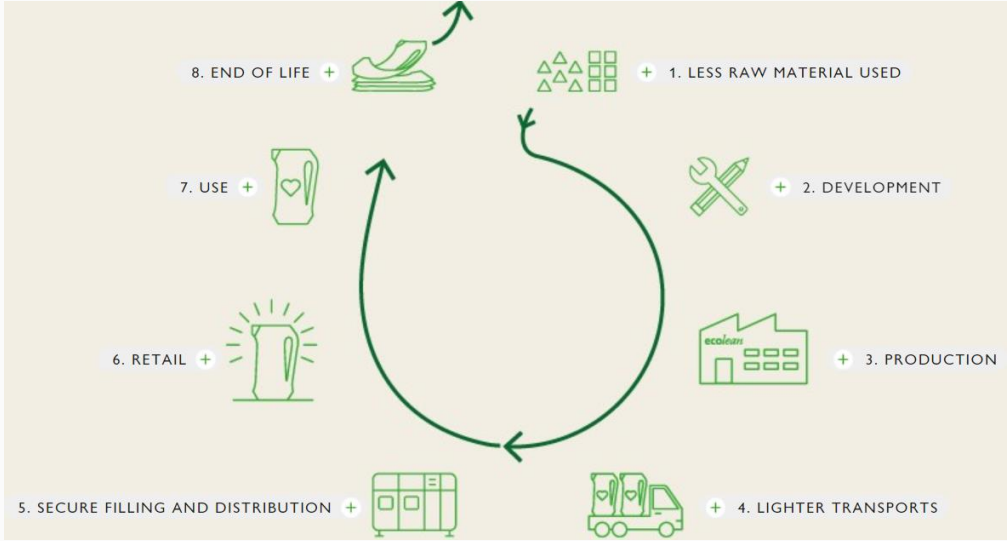 1. LESS RAW MATERIAL USED
2. DEVELOPMENT
ecolean
3. PRODUCTION
4. LIGHTER TRANSPORTS
5. SECURE FILLING AND DISTRIBUTION
6. RETAIL
7. USE
8. END OF LIFE